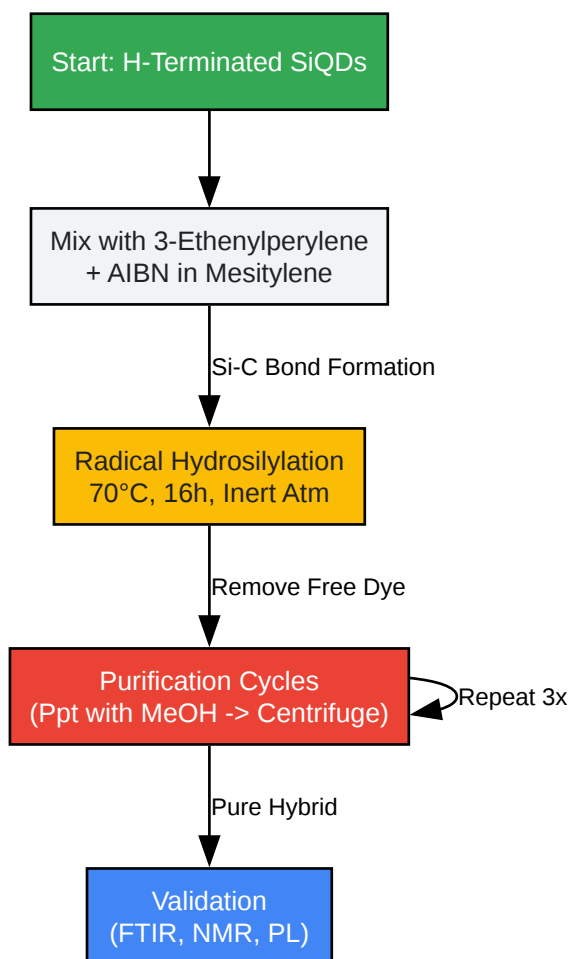 Start: H-Terminated SiQDs
Mix with 3-Ethenylperylene
+ AIBN in Mesitylene
Si-C Bond Formation
Radical Hydrosilylation
70°C, 16h, Inert Atm
Remove Free Dye
Purification Cycles
(Ppt with MeOH -> Centrifuge)
Repeat 3x
Pure Hybrid
Validation
(FTIR, NMR, PL)